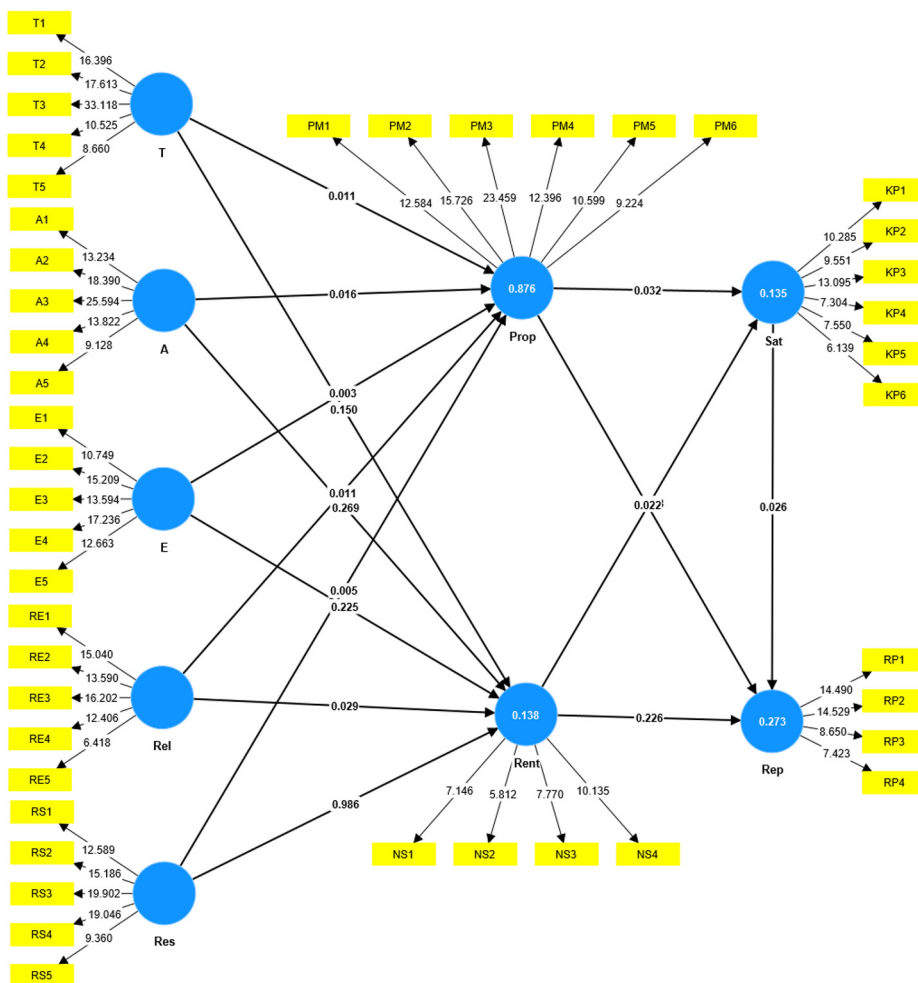 T1
T2
T3
T4
T5
16.396
17.613
33.118
10.525
8.660
T
A1
A2
A3
A4
A5
13.234
18.390
25.594
13.822
9.128
A
E1
E2
E3
E4
E5
10.749
15.209
13.594
17.236
12.663
E
RE1
RE2
RE3
RE4
RE5
15.040
13.590
16.202
12.406
6.418
Rel
RS1
RS2
RS3
RS4
RS5
12.589
15.186
19.902
19.046
9.360
Res
PM1 PM2 PM3 PM4 PM5 PM6
12.584 15.726 23.459 12.396 10.599 9.224
0.011
0.016
0.003
0.150
0.011
0.269
0.005
0.225
0.029
0.986
0.876
Prop
0.032
0.022
0.138
Rent
0.226
7.146 5.812 7.770 10.135
NS1 NS2 NS3 NS4
0.135
Sat
0.026
KP1
KP2
KP3
KP4
KP5
KP6
10.285
9.551
13.095
7.304
7.550
6.139
0.273
Rep
RP1
RP2
RP3
RP4
14.490
14.529
8.650
7.423